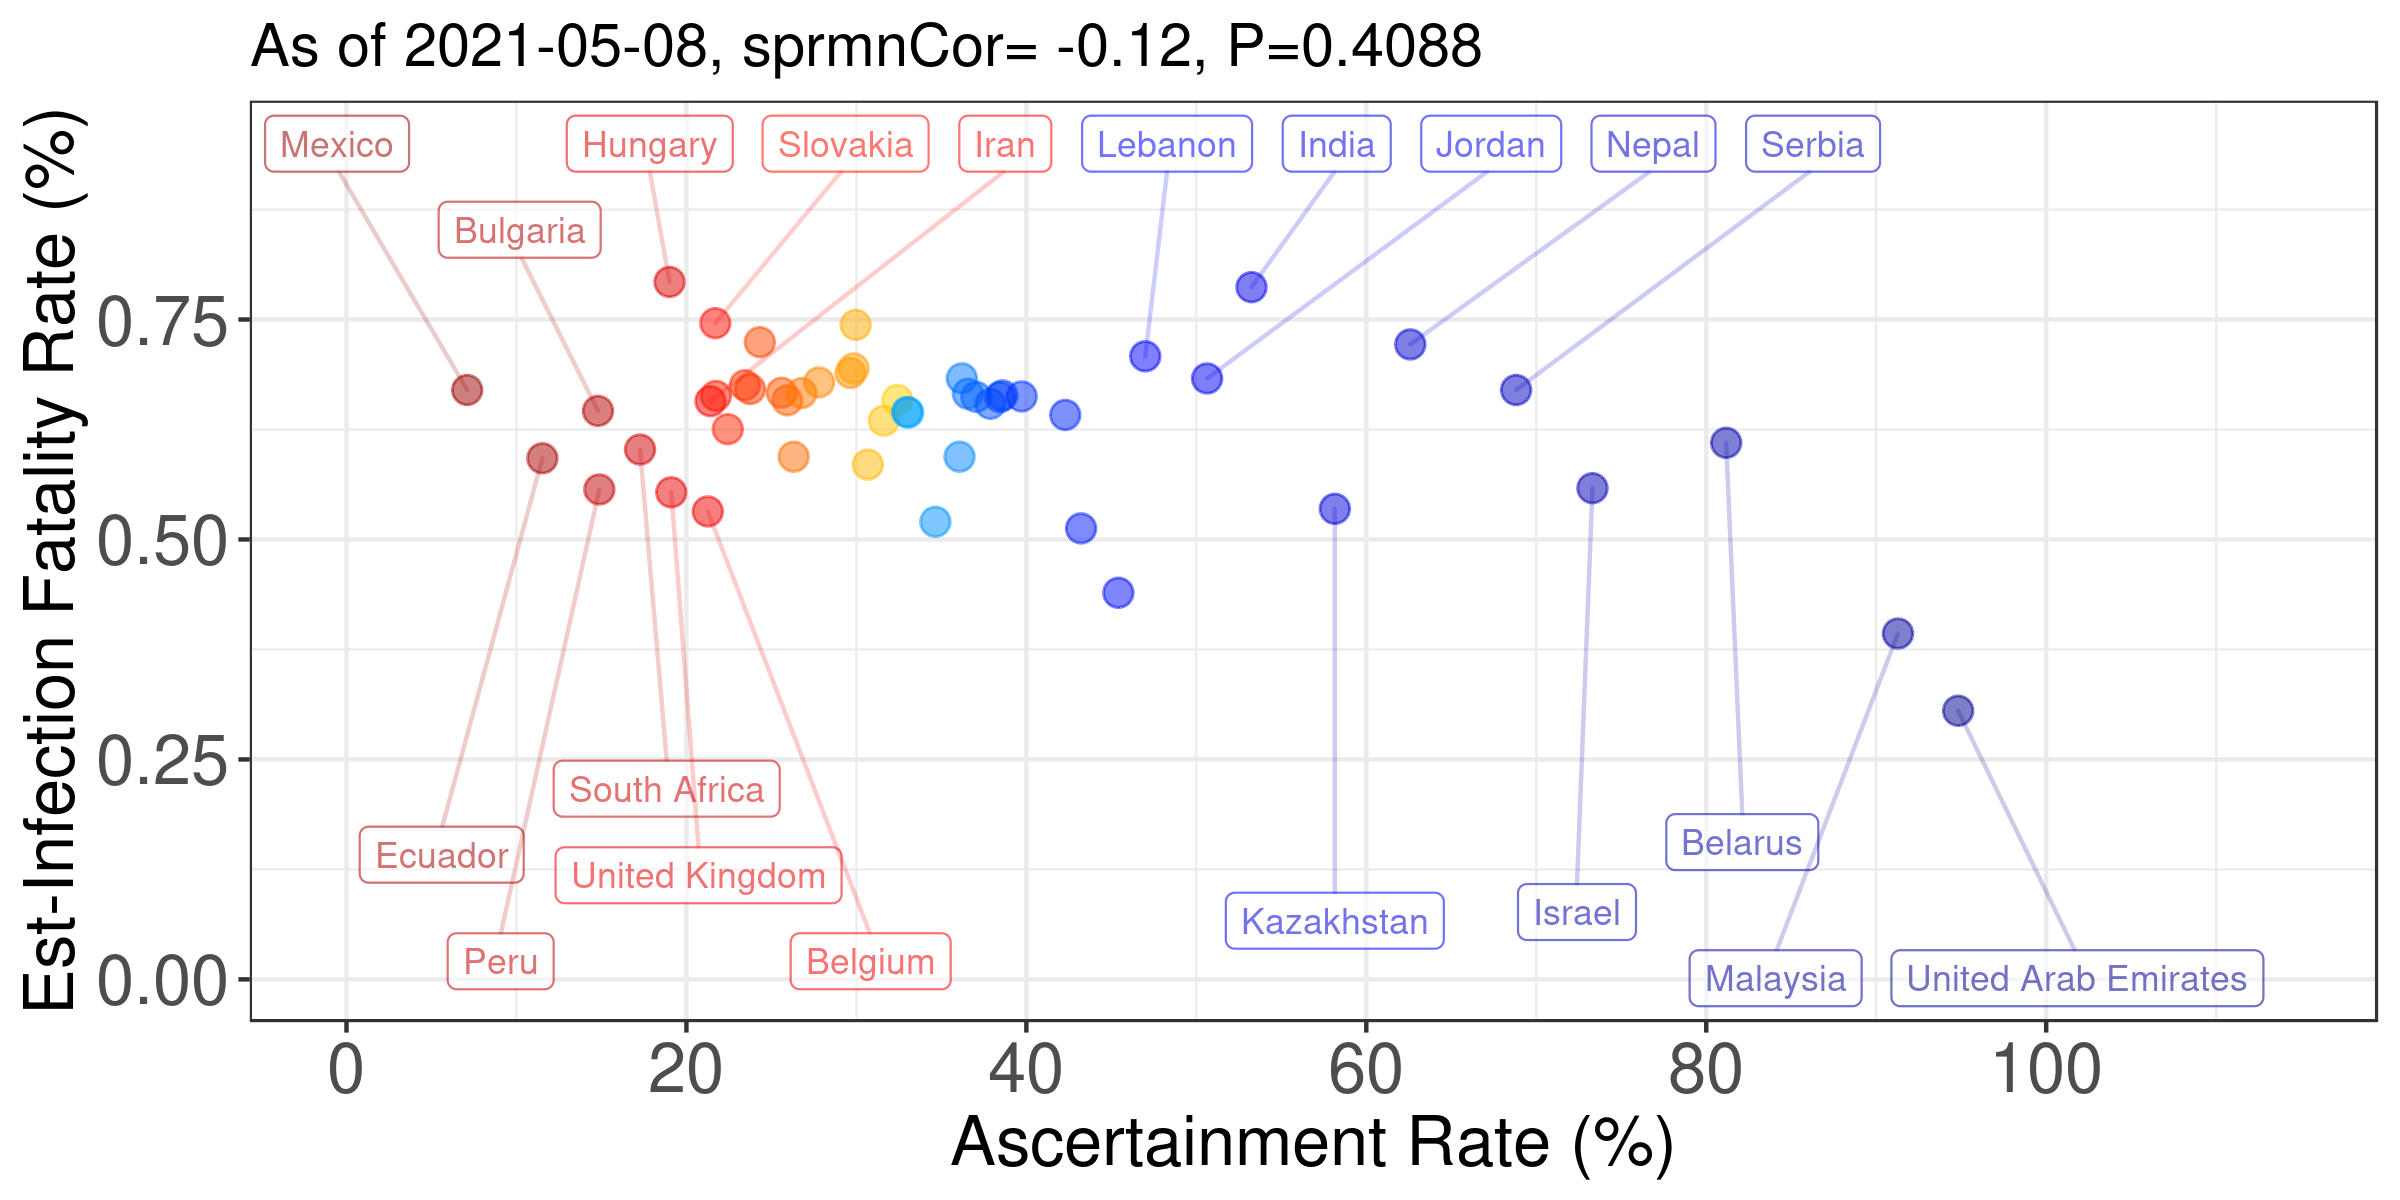 As of 2021-05-08, sprmnCor= -0.12, P=0.4088
Est-Infection Fatality Rate (%)
Mexico
Hungary
Slovakia
Iran
Lebanon
India
Jordan
Nepal
Serbia
Bulgaria
0.75
0.50
0.25
0.00
South Africa
Ecuador
United Kingdom
Belarus
Kazakhstan
Israel
Peru
Belgium
Malaysia
United Arab Emirates
0
20
40
60
80
100
Ascertainment Rate (%)